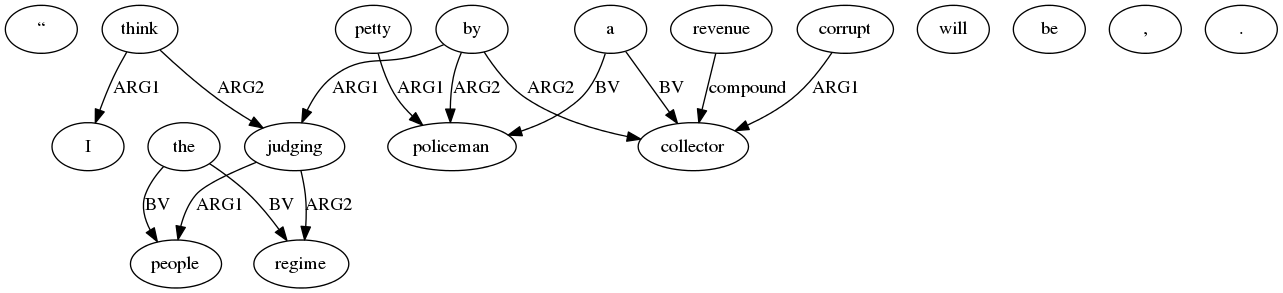 “ think petty by a revenue corrupt will be , .
ARG1 ARG2 ARG1 ARG1 ARG2 ARG2 BV BV compound ARG1
I the judging policeman collector
BV ARG1 BV ARG2
people regime